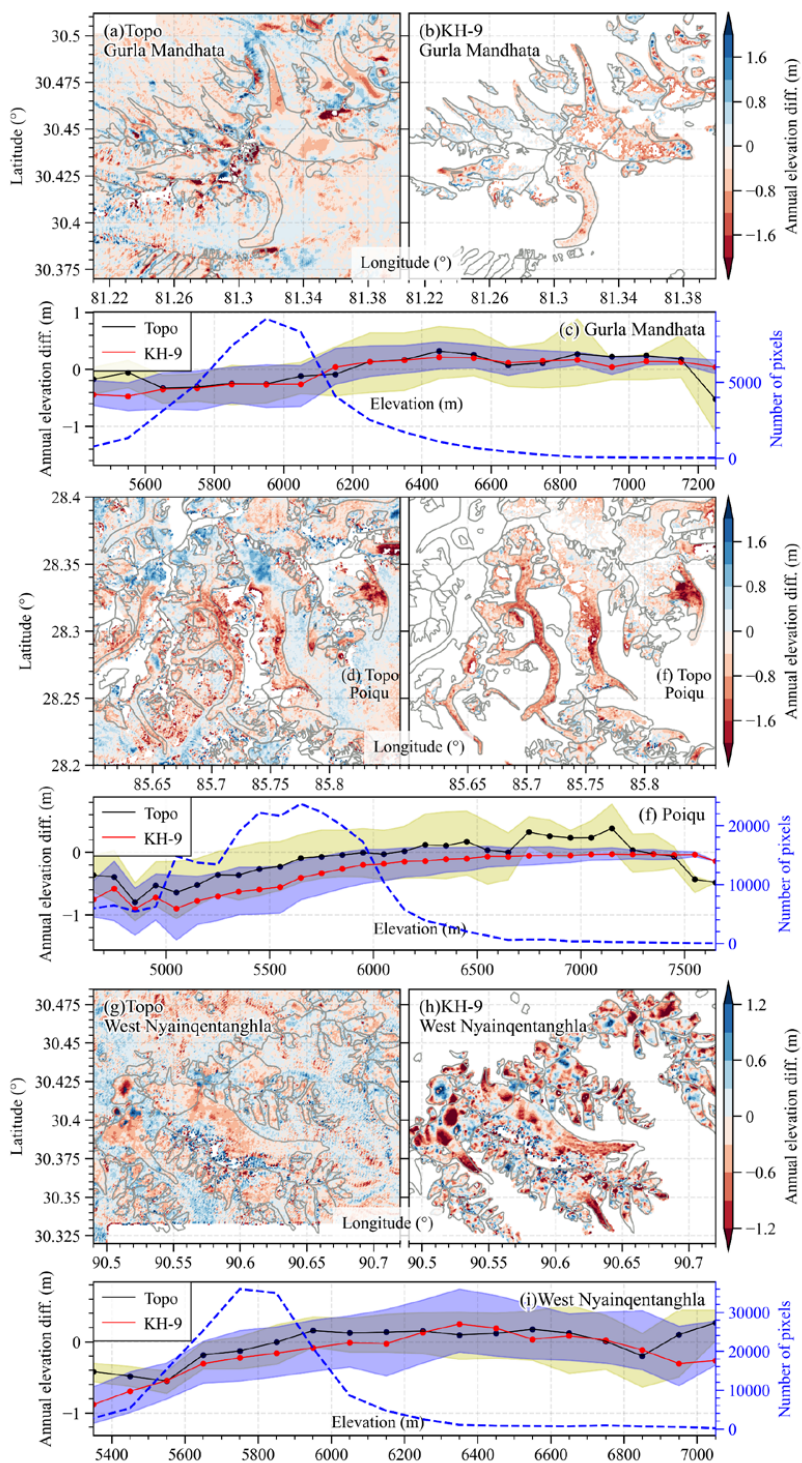 (a)Topo
Gurla Mandhata
(b)KH-9
Gurla Mandhata
30.5
30.475
30.45
30.425
30.4
30.375
Latitude (°)
Longitude (°)
81.22 81.26 81.3 81.34 81.38
81.22 81.26 81.3 81.34 81.38
1.6
0.8
0
−0.8
−1.6
Annual elevation diff. (m)
1
0
−1
Annual elevation diff. (m)
Topo
KH-9
(c) Gurla Mandhata
Elevation (m)
5000
0
Number of pixels
5600 5800 6000 6200 6400 6600 6800 7000 7200
28.4
28.35
28.3
28.25
28.2
Latitude (°)
(d) Topo
Poiqu
(f) Topo
Poiqu
Longitude (°)
85.65 85.7 85.75 85.8
85.65 85.7 85.75 85.8
1.6
0.8
0
−0.8
−1.6
Annual elevation diff. (m)
0
−1
Annual elevation diff. (m)
Topo
KH-9
(f) Poiqu
Elevation (m)
20000
10000
0
Number of pixels
5000 5500 6000 6500 7000 7500
(g)Topo
West Nyainqentanghla
(h)KH-9
West Nyainqentanghla
30.475
30.45
30.425
30.4
30.375
30.35
30.325
Latitude (°)
Longitude (°)
90.5 90.55 90.6 90.65 90.7
90.5 90.55 90.6 90.65 90.7
1.2
0.6
0
−0.6
−1.2
Annual elevation diff. (m)
0
−1
Annual elevation diff. (m)
Topo
KH-9
(i)West Nyainqentanghla
Elevation (m)
30000
20000
10000
0
Number of pixels
5400 5600 5800 6000 6200 6400 6600 6800 7000